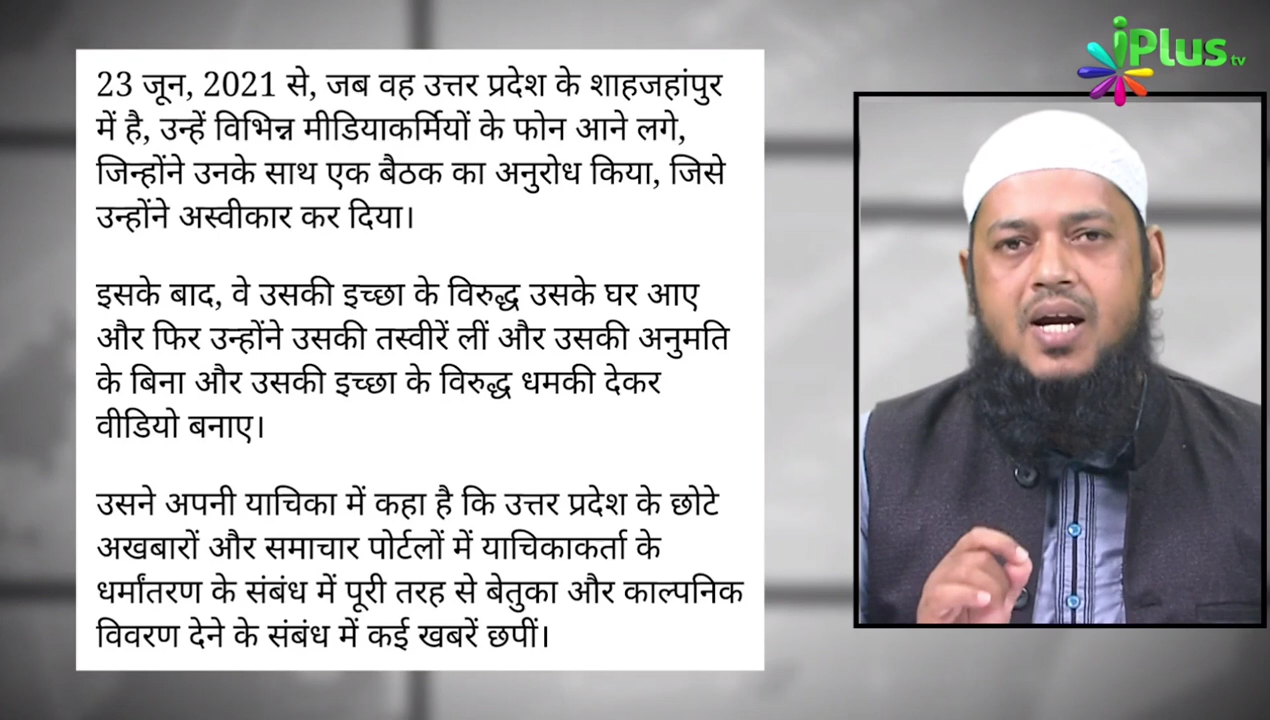 iPlus tv
23 जून, 2021 से, जब वह उत्तर प्रदेश के शाहजहांपुर
में है, उन्हें विभिन्न मीडियाकर्मियों के फोन आने लगे,
जिन्होंने उनके साथ एक बैठक का अनुरोध किया, जिसे
उन्होंने अस्वीकार कर दिया।
इसके बाद, वे उसकी इच्छा के विरुद्ध उसके घर आए
और फिर उन्होंने उसकी तस्वीरें लीं और उसकी अनुमति
के बिना और उसकी इच्छा के विरुद्ध धमकी देकर
वीडियो बनाए।
उसने अपनी याचिका में कहा है कि उत्तर प्रदेश के छोटे
अखबारों और समाचार पोर्टलों में याचिकाकर्ता के
धर्मांतरण के संबंध में पूरी तरह से बेतुका और काल्पनिक
विवरण देने के संबंध में कई खबरें छपीं।